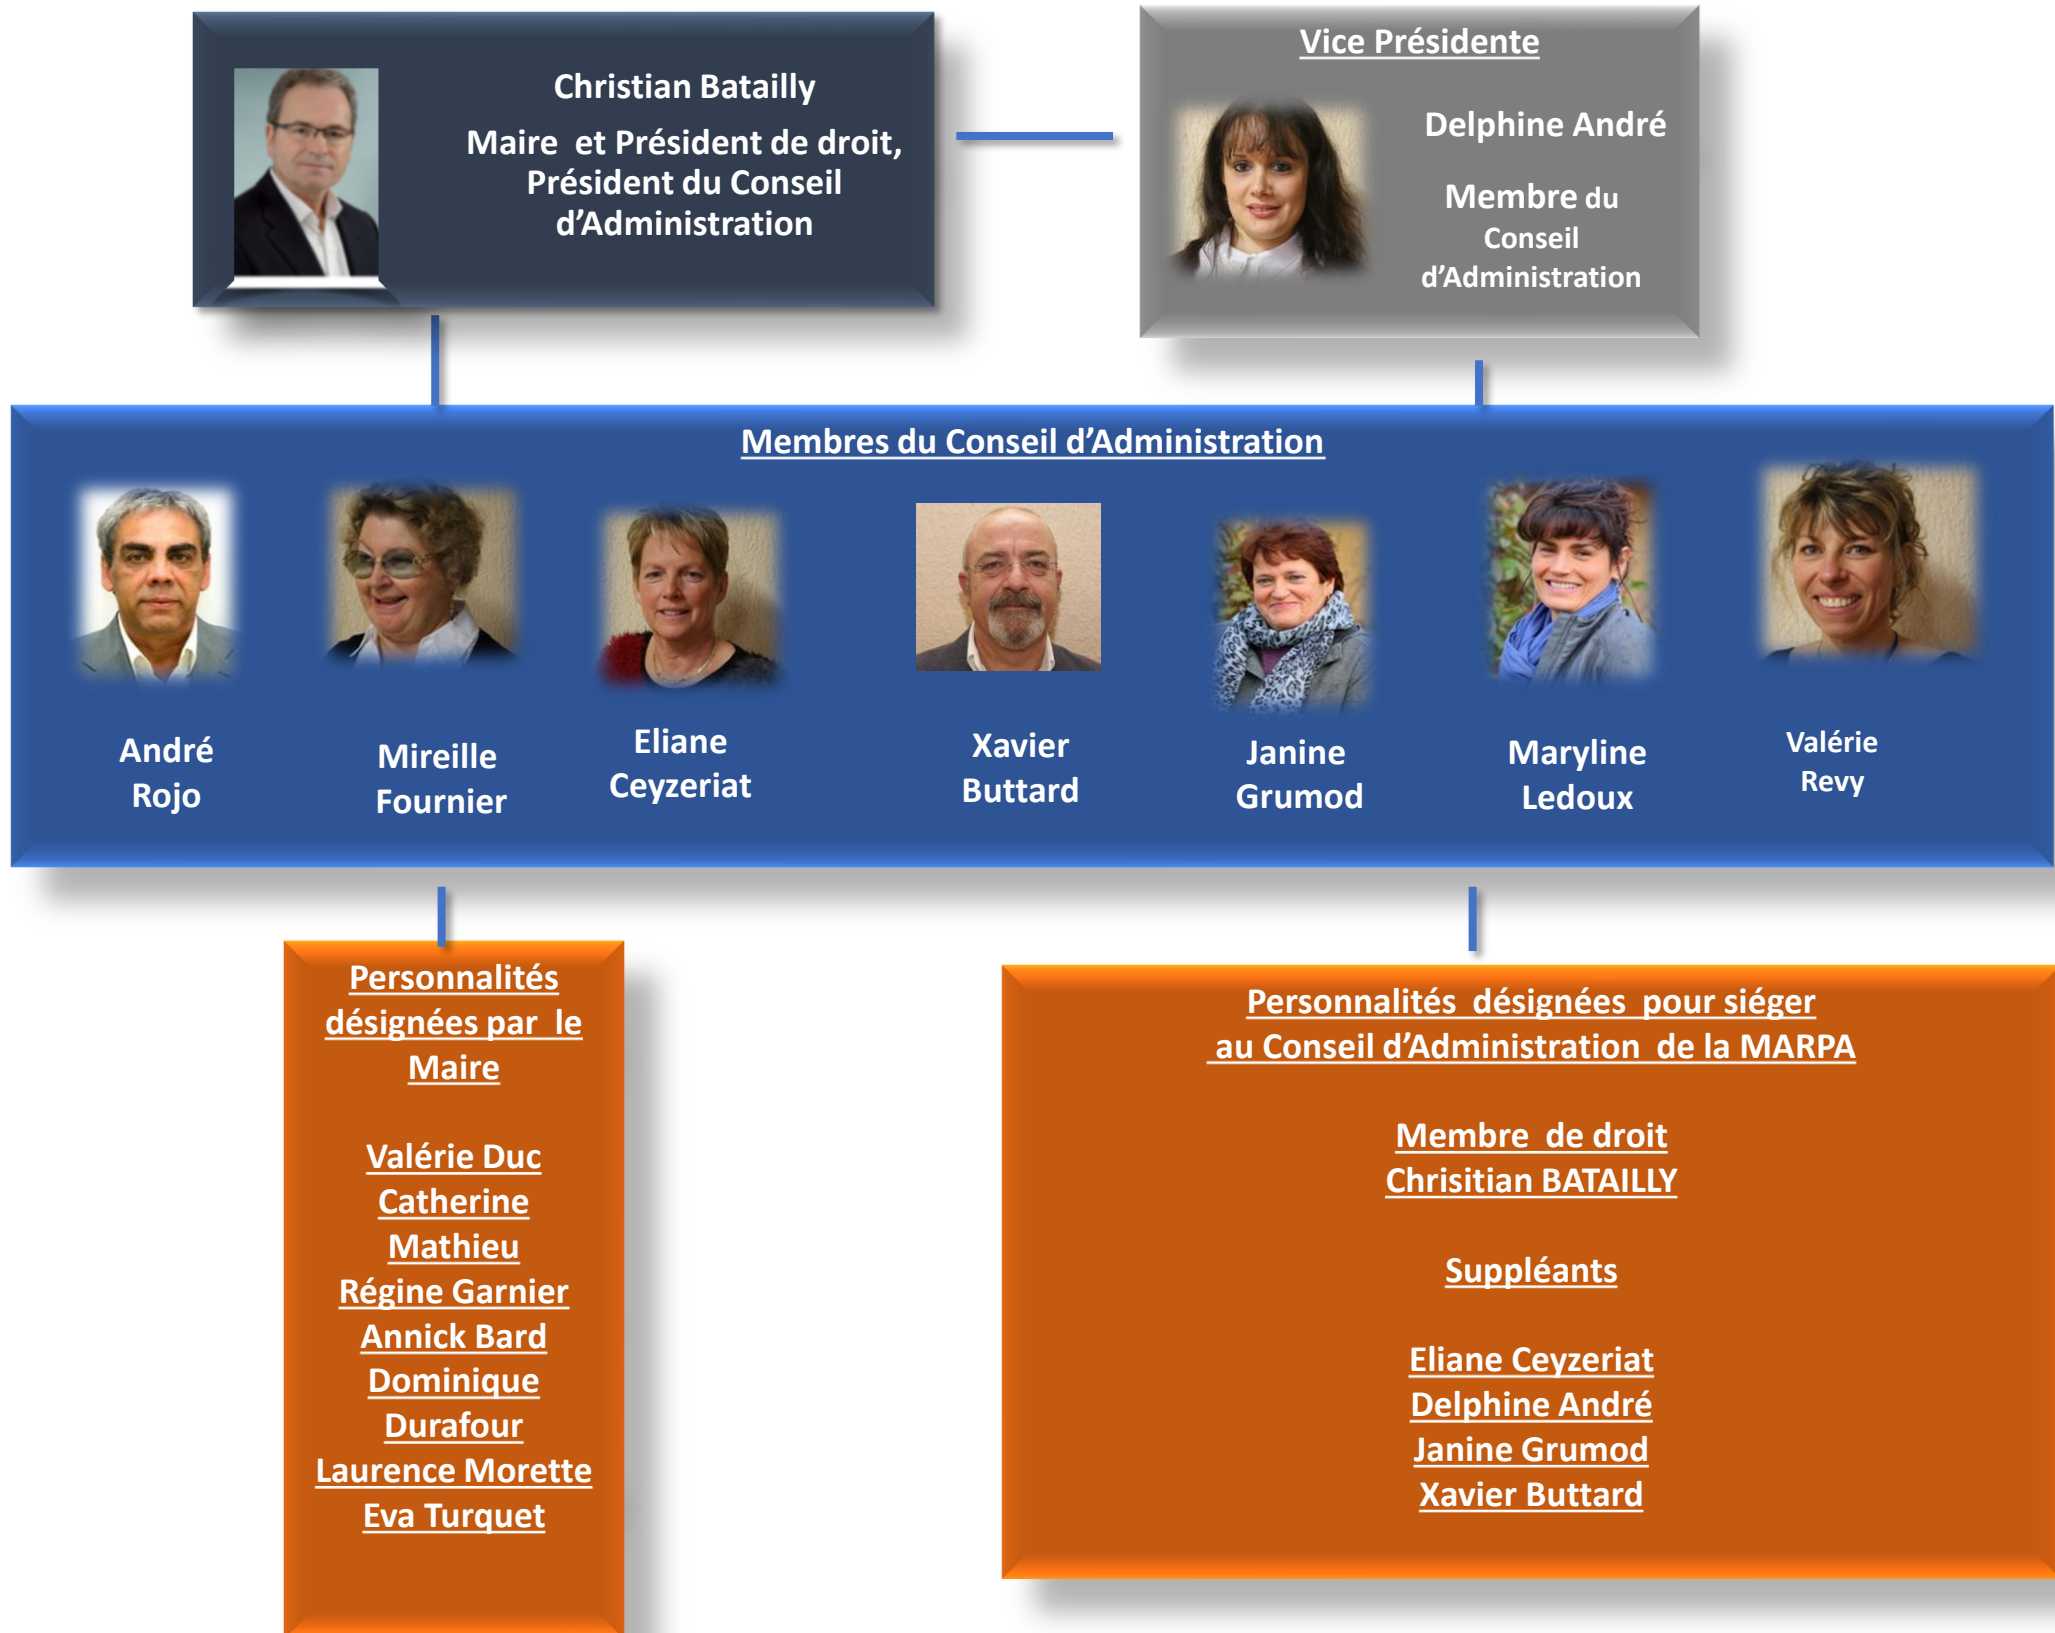 Christian Batailly
Maire et Président de droit,
Président du Conseil
d'Administration
Vice Présidente
Delphine André
Membre du
Conseil
d'Administration
Membres du Conseil d'Administration
André
Rojo
Mireille
Fournier
Eliane
Ceyzeriat
Xavier
Buttard
Janine
Grumod
Maryline
Ledoux
Valérie
Revy
Personnalités
désignées par le
Maire
Valérie Duc
Catherine
Mathieu
Régine Garnier
Annick Bard
Dominique
Durafour
Laurence Morette
Eva Turquet
Personnalités désignées pour siéger
au Conseil d'Administration de la MARPA
Membre de droit
Chrisitian BATAILLY
Suppléants
Eliane Ceyzeriat
Delphine André
Janine Grumod
Xavier Buttard